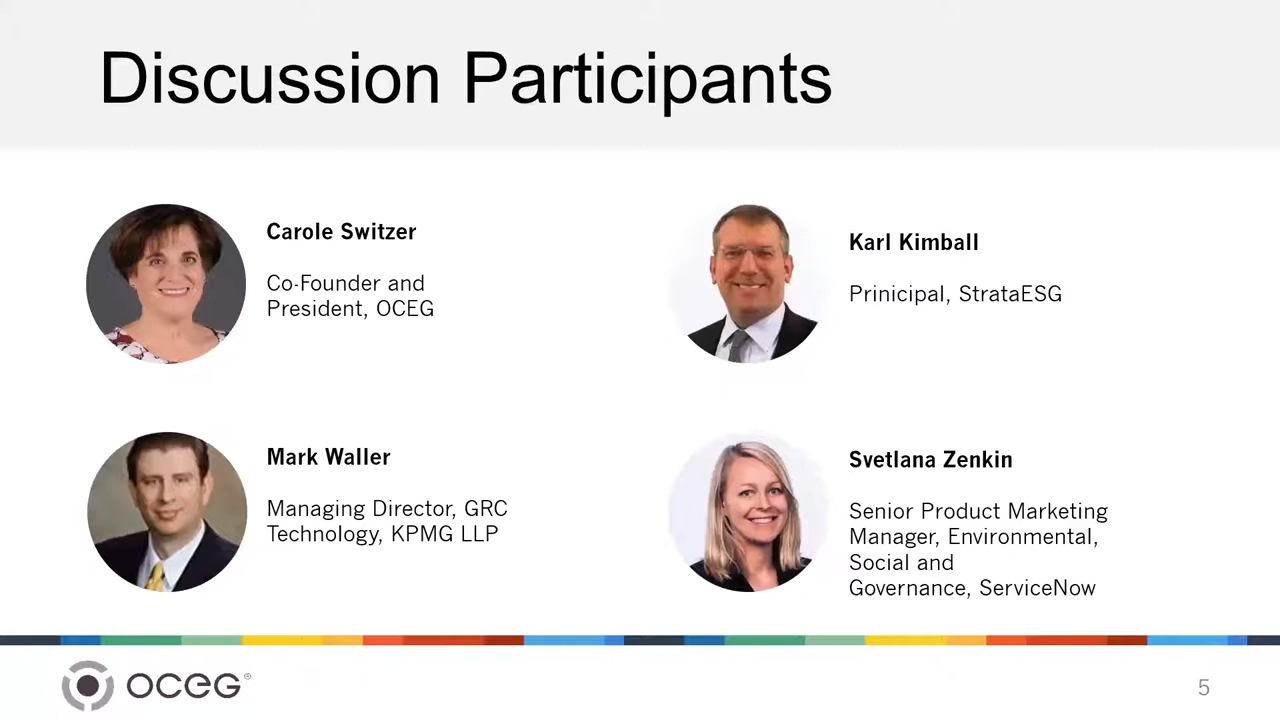 Discussion Participants
Carole Switzer
Co-Founder and
President, OCEG
Karl Kimball
Prinicipal, StrataESG
Mark Waller
Managing Director, GRC
Technology, KPMG LLP
Svetlana Zenkin
Senior Product Marketing
Manager, Environmental,
Social and
Governance, ServiceNow
OCEG®
5